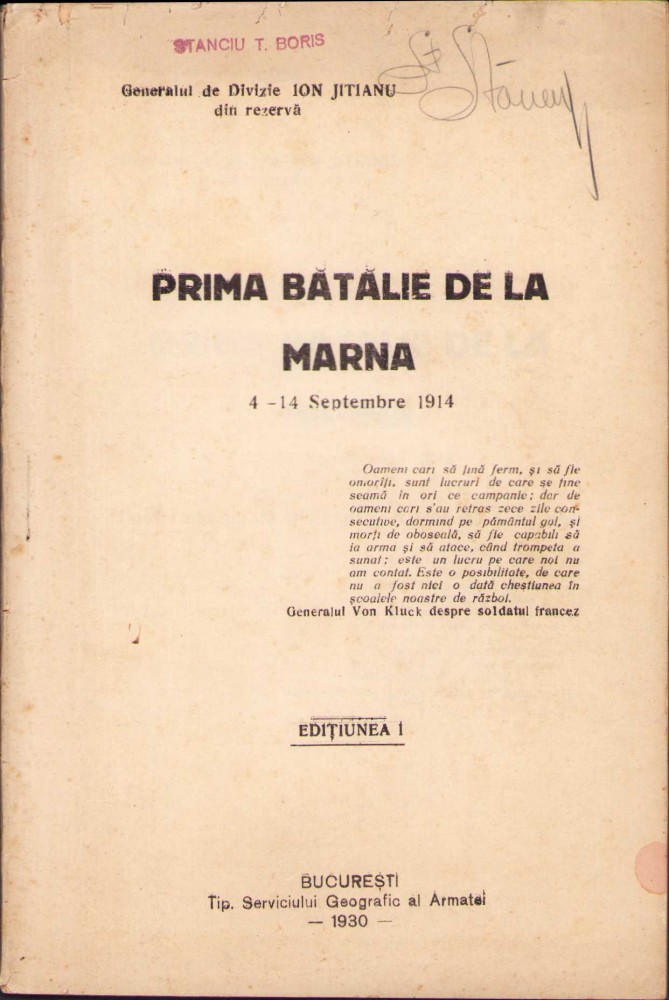 STANCIU T. BORIS
St. Stanciu
Generalul de Divizie ION JITIANU
din rezervă
PRIMA BĂTĂLIE DE LA
MARNA
4 - 14 Septembre 1914
Oameni cari să ţină ferm, şi să fie
omorîţi, sunt lucruri de care se ţine
seamă in ori ce campanie; dar de
oameni cari s'au retras zece zile con-
secutive, dormind pe pământul gol, şi
morţi de oboseală, să fie capabili să
ia arma şi să atace, când trompeta a
sunat; este un lucru pe care noi nu
am contat. Este o posibilitate, de care
nu a fost nici o dată chestiunea în
şcoalele noastre de război.
Generalul Von Kluck despre soldatul francez
EDIŢIUNEA I
BUCUREŞTI
Tip. Serviciului Geografic al Armatei
— 1930 —